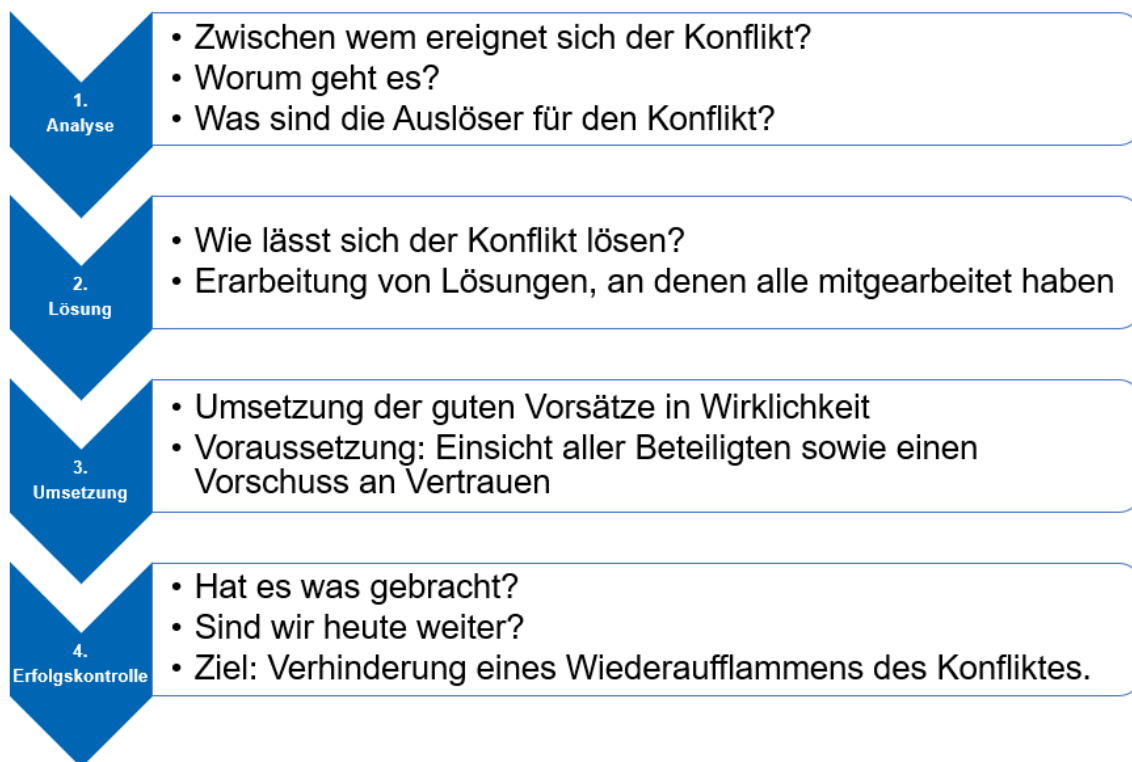 1.
Analyse
• Zwischen wem ereignet sich der Konflikt?
• Worum geht es?
• Was sind die Auslöser für den Konflikt?
2.
Lösung
• Wie lässt sich der Konflikt lösen?
• Erarbeitung von Lösungen, an denen alle mitgearbeitet haben
3.
Umsetzung
• Umsetzung der guten Vorsätze in Wirklichkeit
• Voraussetzung: Einsicht aller Beteiligten sowie einen
Vorschuss an Vertrauen
4.
Erfolgskontrolle
• Hat es was gebracht?
• Sind wir heute weiter?
• Ziel: Verhinderung eines Wiederaufflammens des Konfliktes.